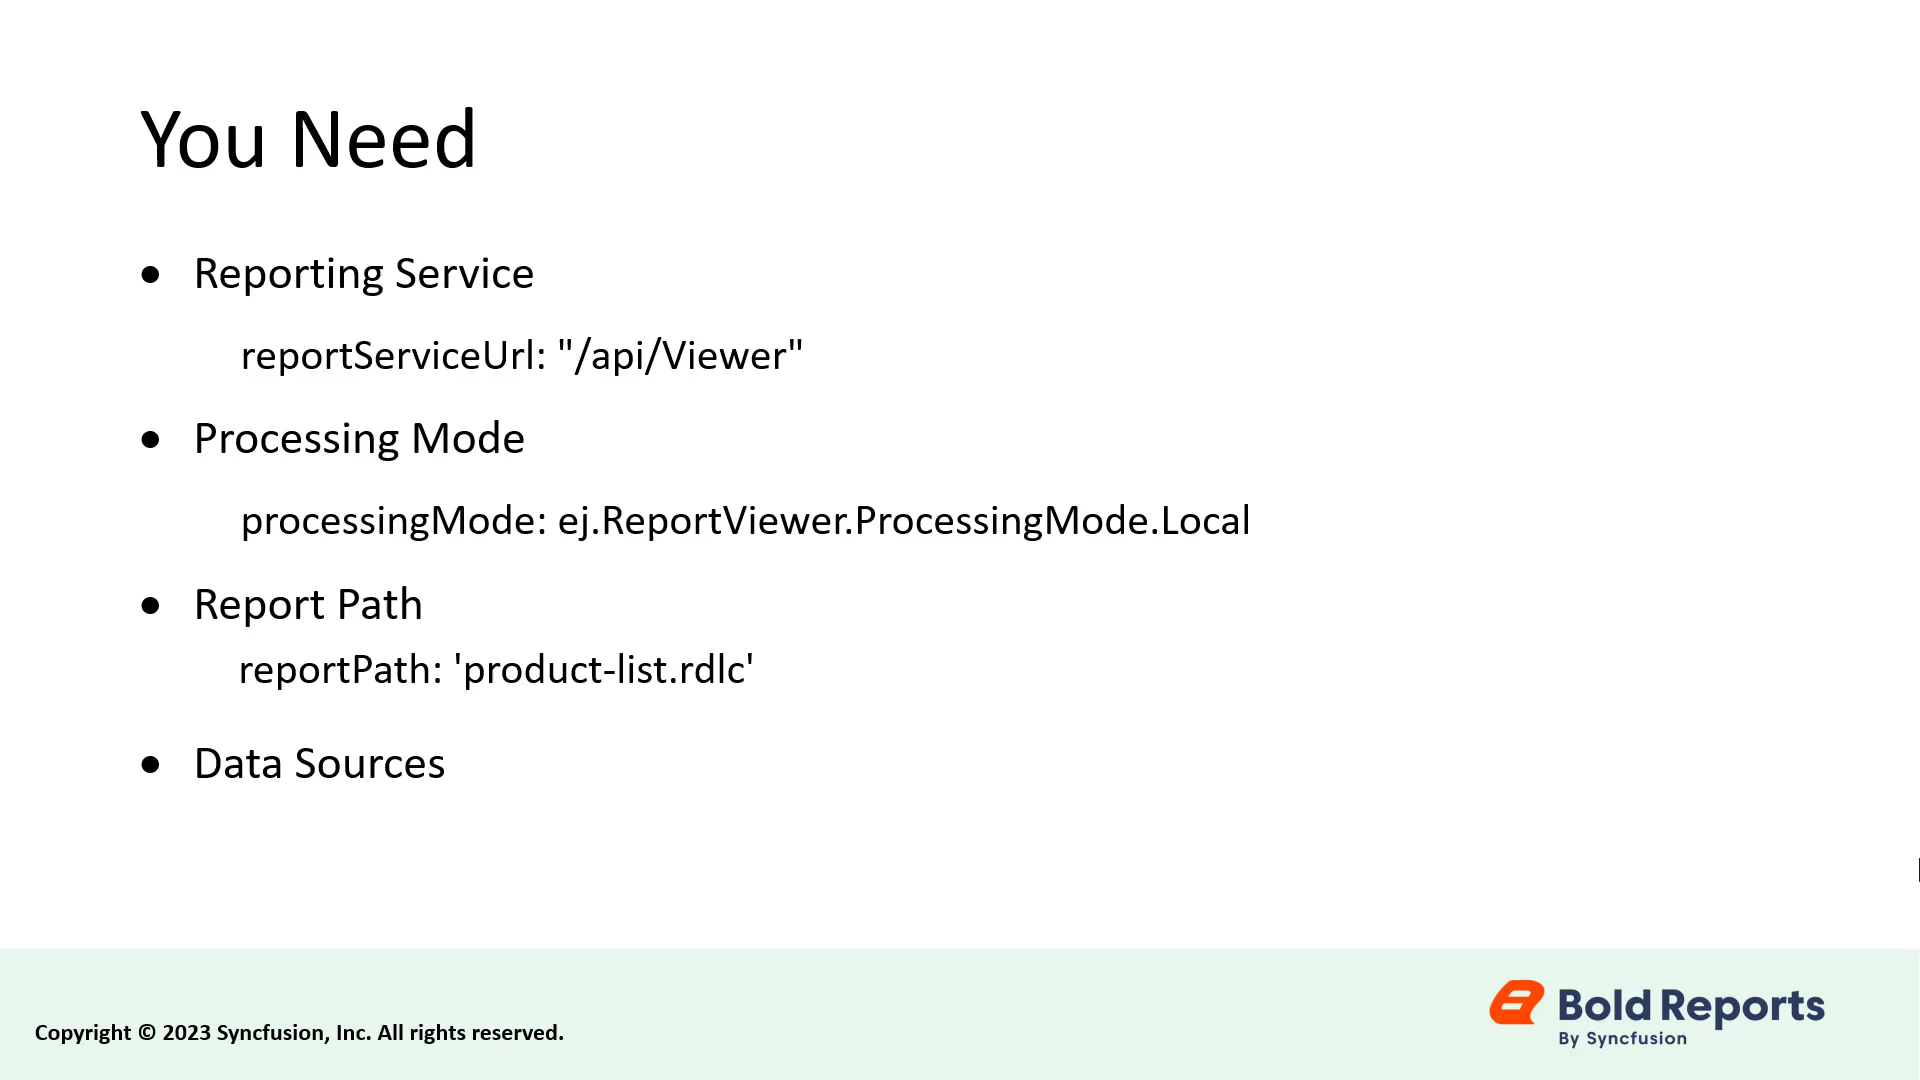 You Need
● Reporting Service
reportServiceUrl: "/api/Viewer"
● Processing Mode
processingMode: ej.ReportViewer.ProcessingMode.Local
● Report Path
reportPath: 'product-list.rdlc'
● Data Sources
Copyright © 2023 Syncfusion, Inc. All rights reserved.
Bold Reports
By Syncfusion